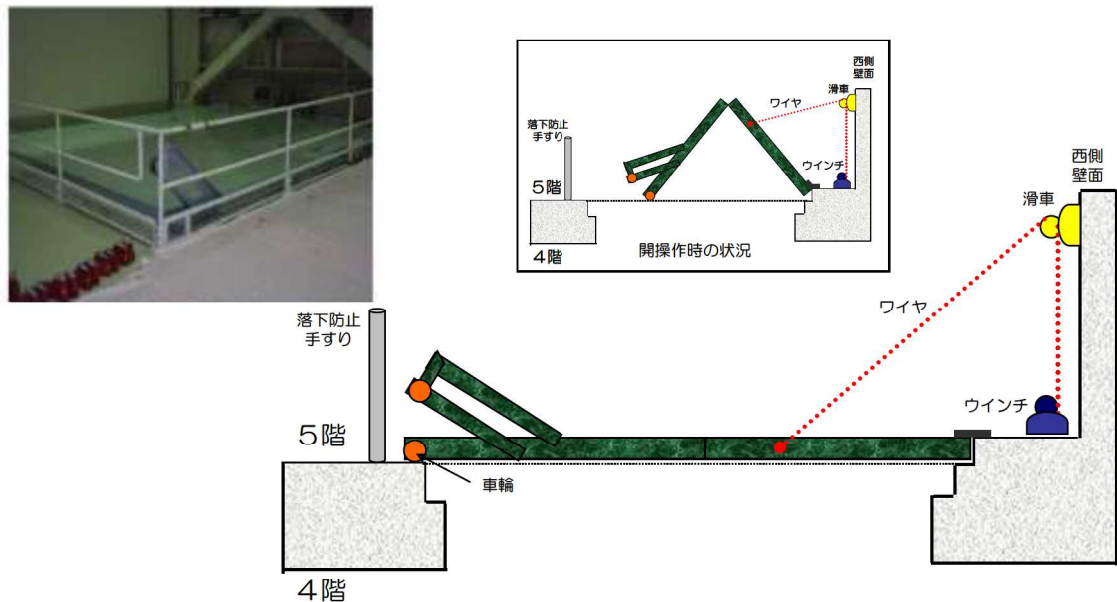 西側
壁面
滑車
ワイヤ
落下防止
手すり
ウインチ
5階
4階
開操作時の状況
西側
壁面
滑車
落下防止
手すり
ワイヤ
ウインチ
5階
車輪
4階